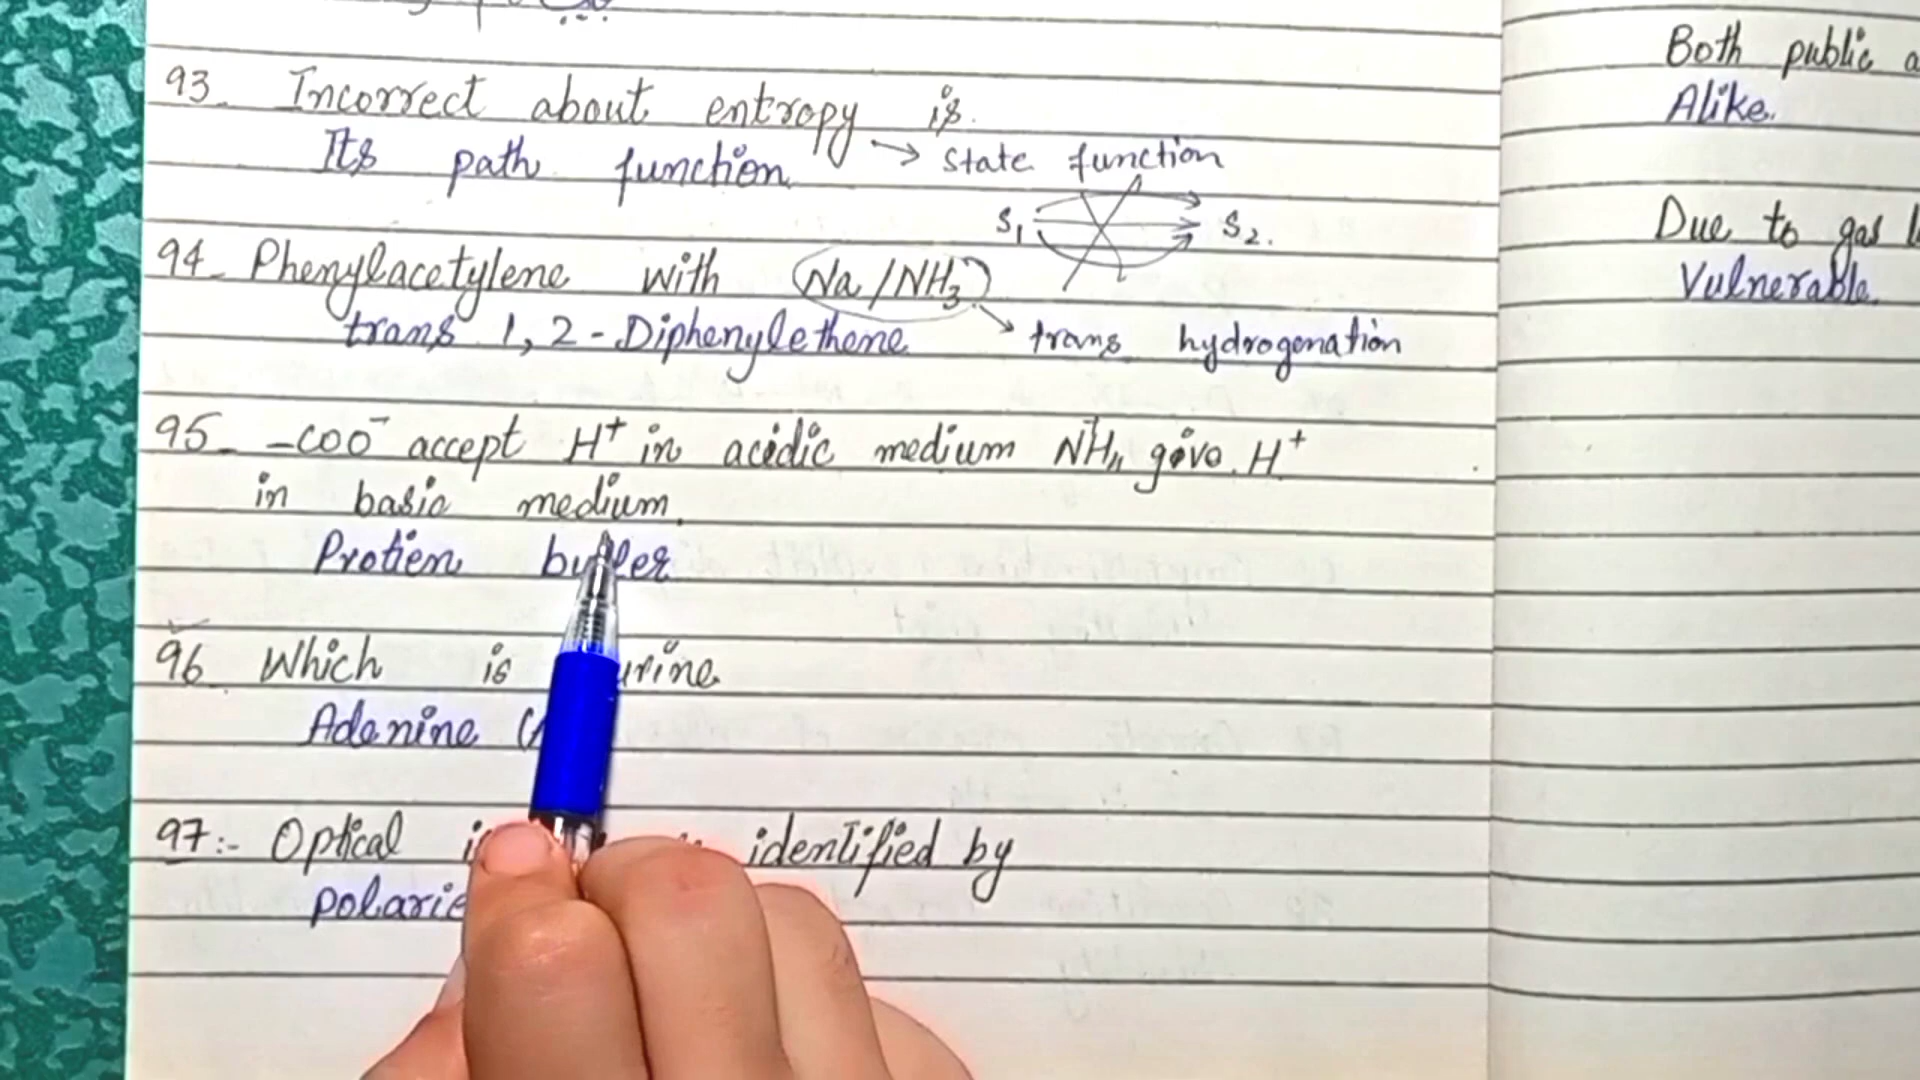 93. Incorrect about entropy is.
Its path function → state function
S1 S2.
94. Phenylacetylene with Na/NH3
trans 1, 2 - Diphenylethene → trans hydrogenation
95. -COO⁻ accept H⁺ in acidic medium give H⁺
in basic medium.
Protien buffer
96. Which is
Adenine
97:- Optical identified by
Both public
Alike.
Due to gas
Vulnerable.